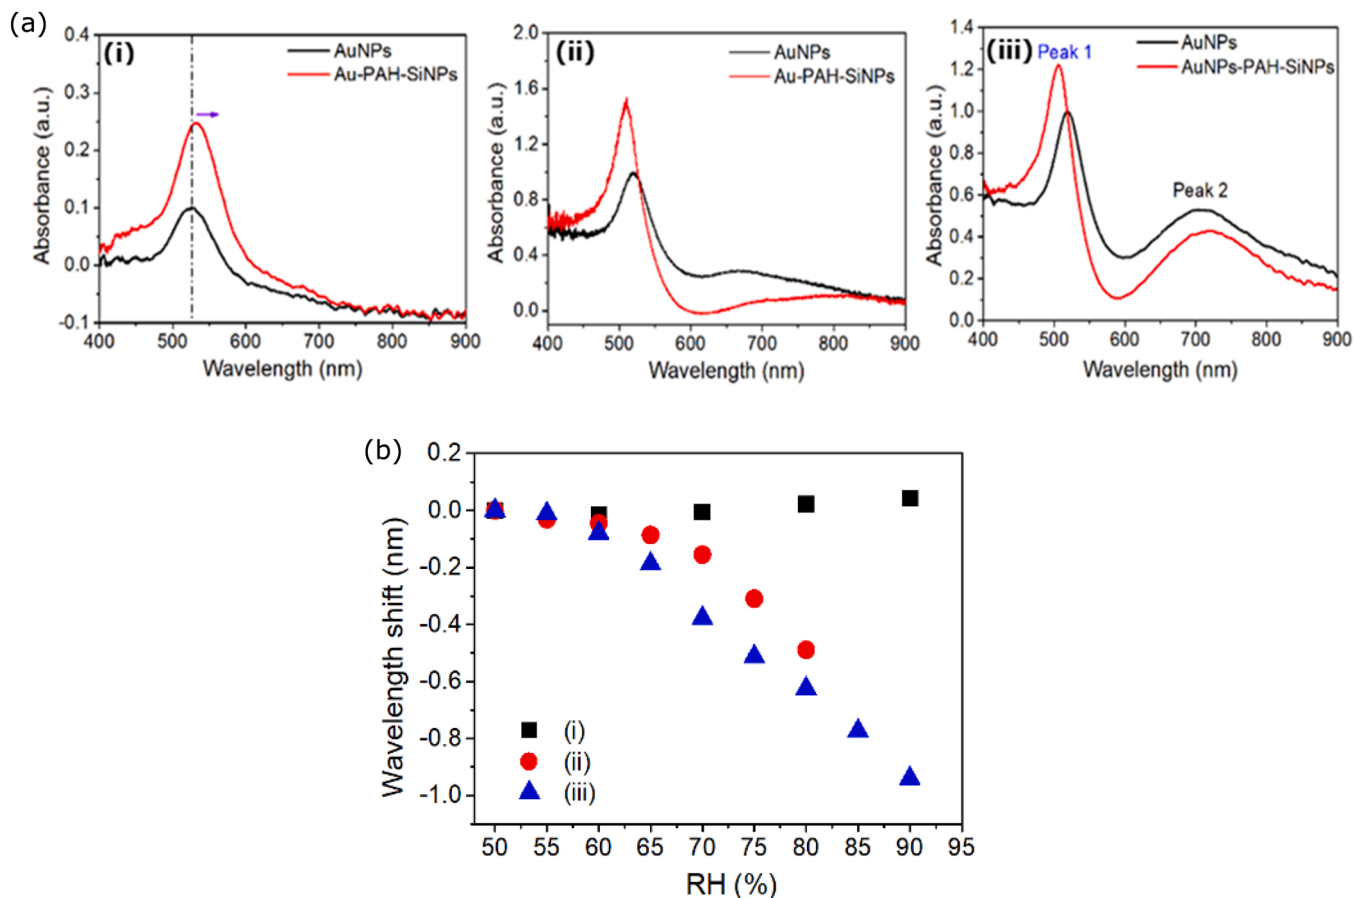 (a)
(i)
AuNPs
Au-PAH-SiNPs
0.4
0.3
0.2
0.1
0.0
-0.1
Absorbance (a.u.)
400 500 600 700 800 900
Wavelength (nm)
(ii)
AuNPs
Au-PAH-SiNPs
2.0
1.6
1.2
0.8
0.4
0.0
Absorbance (a.u.)
400 500 600 700 800 900
Wavelength (nm)
(iii)
Peak 1
AuNPs
AuNPs-PAH-SiNPs
Peak 2
1.4
1.2
1.0
0.8
0.6
0.4
0.2
0.0
Absorbance (a.u.)
400 500 600 700 800 900
Wavelength (nm)
(b)
0.2
0.0
-0.2
-0.4
-0.6
-0.8
-1.0
Wavelength shift (nm)
(i)
(ii)
(iii)
50 55 60 65 70 75 80 85 90 95
RH (%)